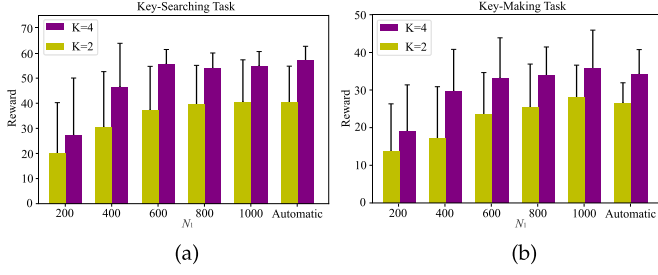 Key-Searching Task
K=4
K=2
Reward
70
60
50
40
30
20
10
0
200 400 600 800 1000 Automatic
N₁
(a)
Key-Making Task
K=4
K=2
Reward
50
40
30
20
10
0
200 400 600 800 1000 Automatic
N₁
(b)